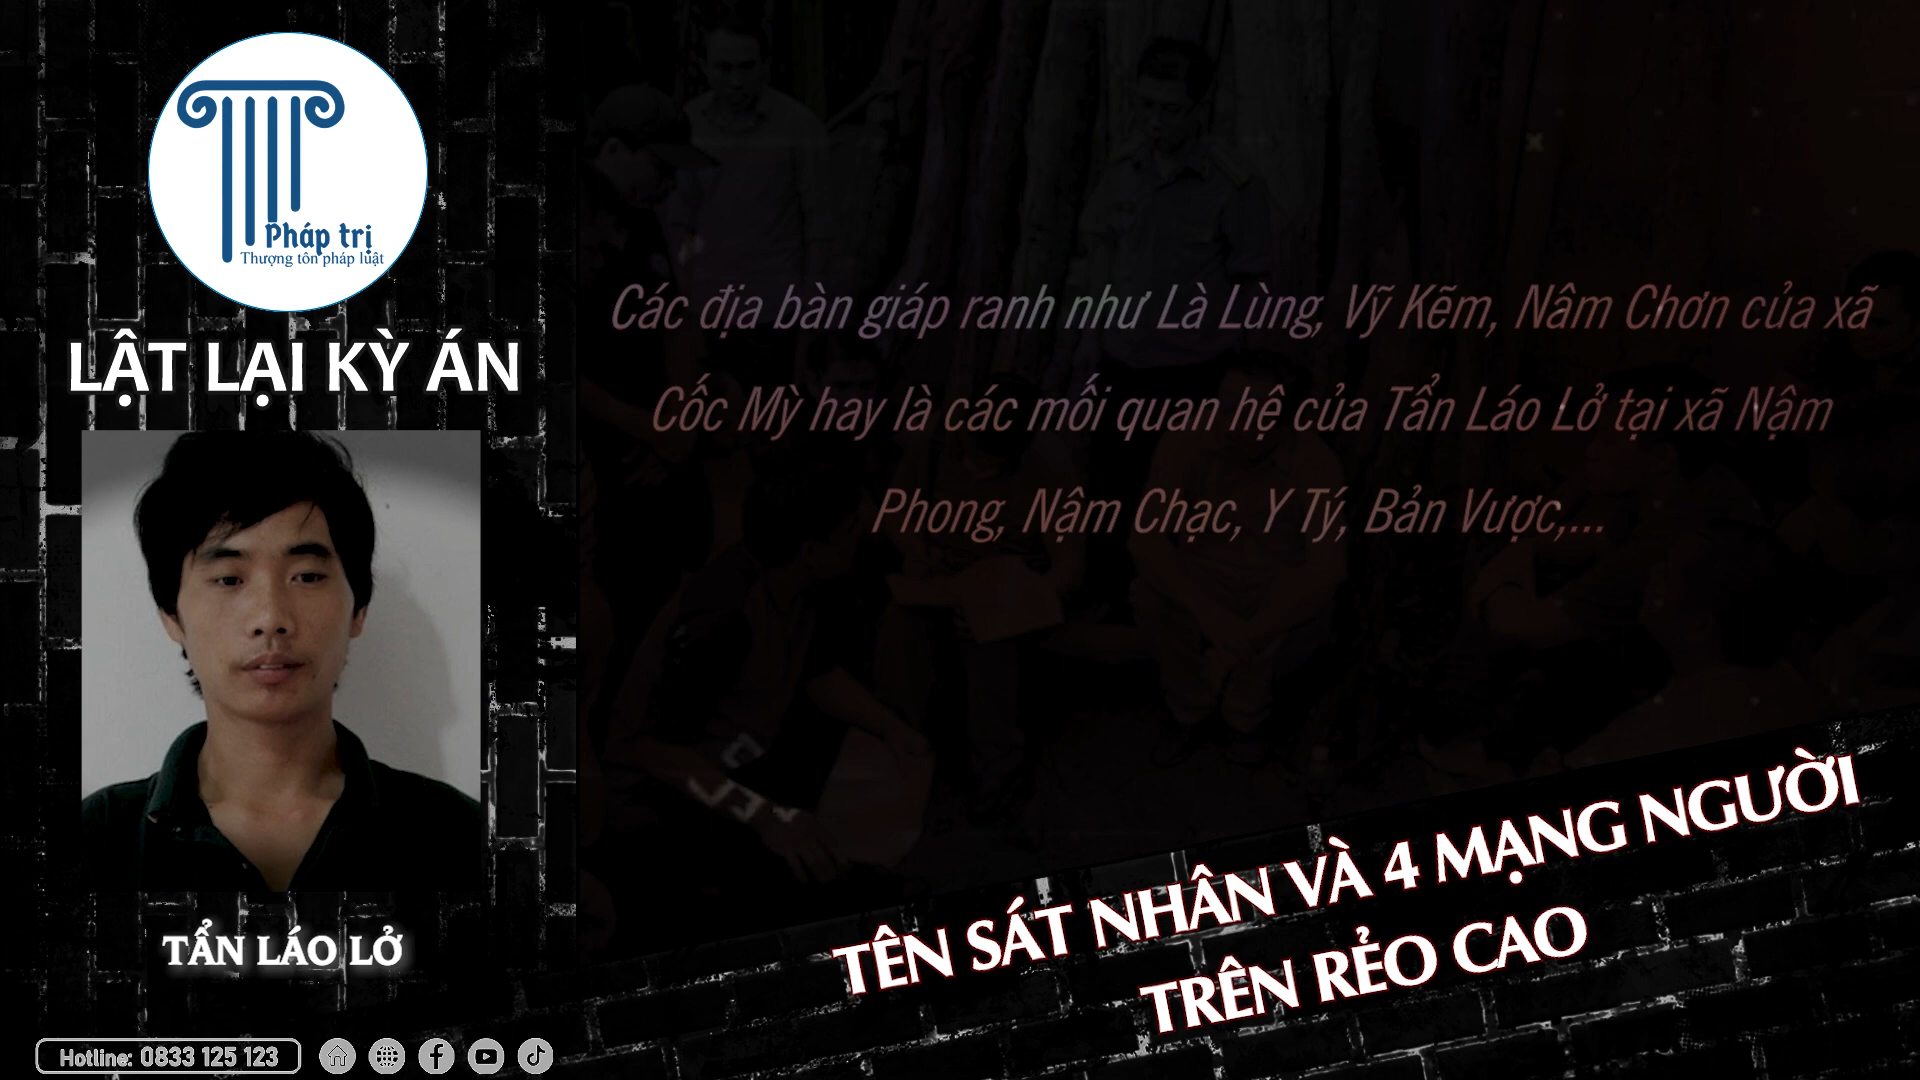 Pháp trị
Thượng tôn pháp luật
LẬT LẠI KỲ ÁN
TẨN LÁO LỞ
Hotline: 0833 125 123
Các địa bàn giáp ranh như Là Lùng, Vỹ Kẽm, Nâm Chơn của xã
Cốc Mỳ hay là các mối quan hệ của Tẩn Láo Lở tại xã Nậm
Phong, Nậm Chạc, Y Tý, Bản Vược,...
TÊN SÁT NHÂN VÀ 4 MẠNG NGƯỜI
TRÊN RẺO CAO